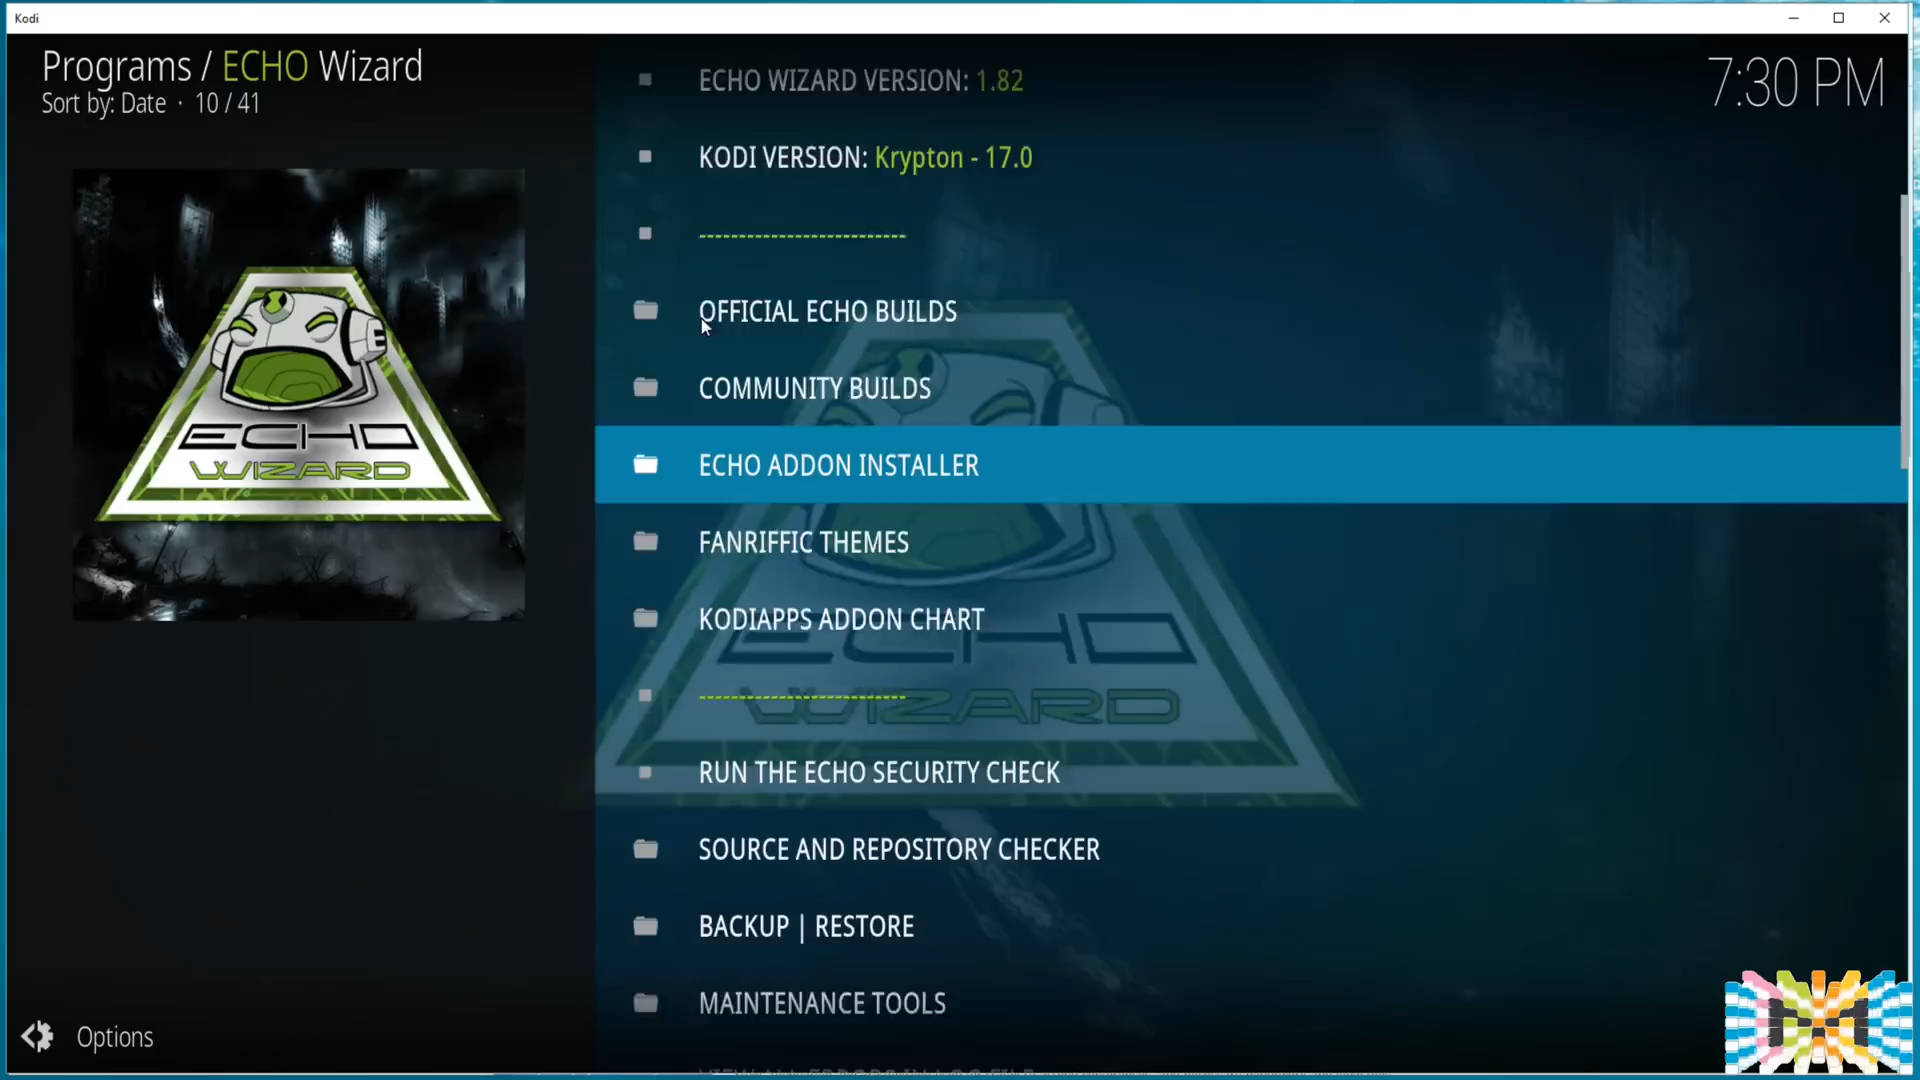 Kodi
Programs / ECHO Wizard
Sort by: Date · 10 / 41
7:30 PM
ECHO WIZARD VERSION: 1.82
KODI VERSION: Krypton - 17.0
--------------------------
OFFICIAL ECHO BUILDS
COMMUNITY BUILDS
ECHO ADDON INSTALLER
FANRIFFIC THEMES
KODIAPPS ADDON CHART
--------------------------
RUN THE ECHO SECURITY CHECK
SOURCE AND REPOSITORY CHECKER
BACKUP | RESTORE
MAINTENANCE TOOLS
ECHO
WIZARD
ECHO
WIZARD
Options